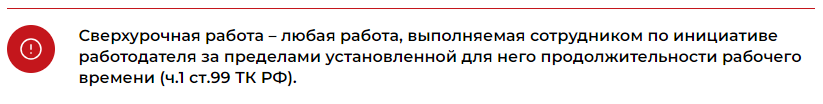 Сверхурочная работа – любая работа, выполняемая сотрудником по инициативе
работодателя за пределами установленной для него продолжительности рабочего
времени (ч.1 ст.99 ТК РФ).